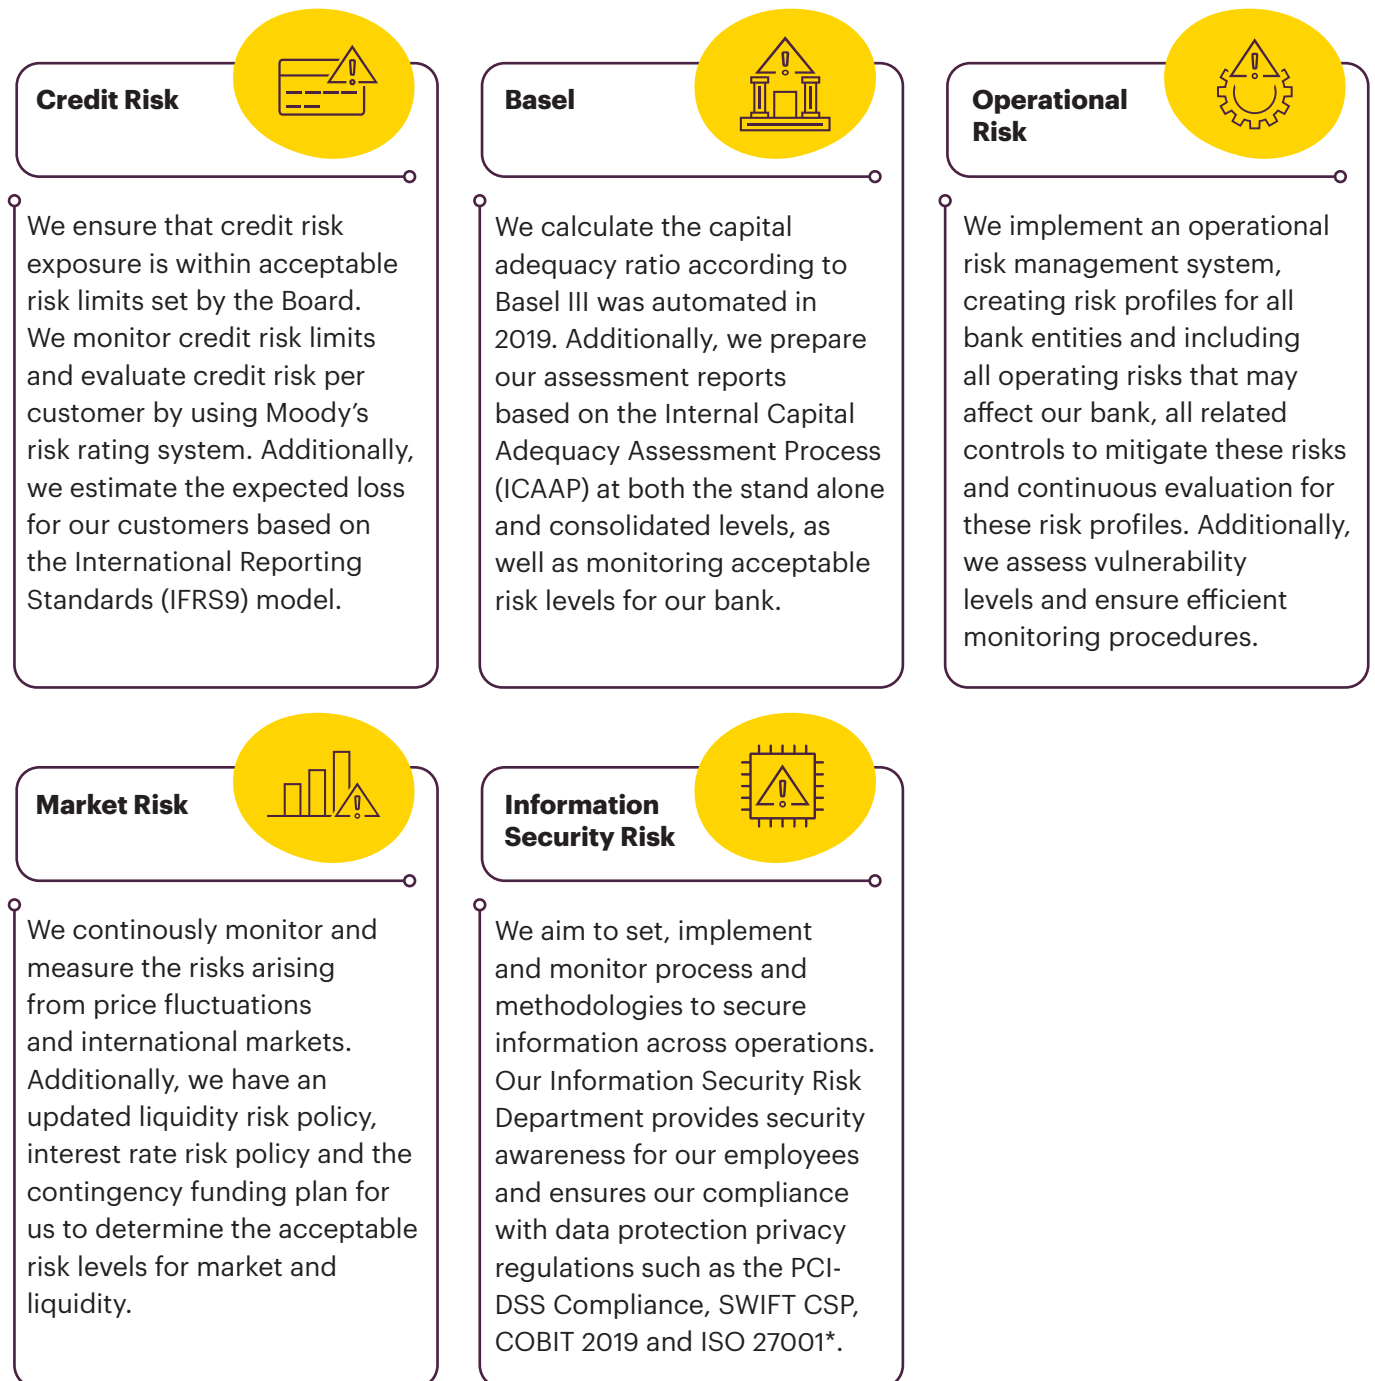 Credit Risk
We ensure that credit risk
exposure is within acceptable
risk limits set by the Board.
We monitor credit risk limits
and evaluate credit risk per
customer by using Moody's
risk rating system. Additionally,
we estimate the expected loss
for our customers based on
the International Reporting
Standards (IFRS9) model.
Basel
We calculate the capital
adequacy ratio according to
Basel III was automated in
2019. Additionally, we prepare
our assessment reports
based on the Internal Capital
Adequacy Assessment Process
(ICAAP) at both the stand alone
and consolidated levels, as
well as monitoring acceptable
risk levels for our bank.
Operational
Risk
We implement an operational
risk management system,
creating risk profiles for all
bank entities and including
all operating risks that may
affect our bank, all related
controls to mitigate these risks
and continuous evaluation for
these risk profiles. Additionally,
we assess vulnerability
levels and ensure efficient
monitoring procedures.
Market Risk
We continously monitor and
measure the risks arising
from price fluctuations
and international markets.
Additionally, we have an
updated liquidity risk policy,
interest rate risk policy and the
contingency funding plan for
us to determine the acceptable
risk levels for market and
liquidity.
Information
Security Risk
We aim to set, implement
and monitor process and
methodologies to secure
information across operations.
Our Information Security Risk
Department provides security
awareness for our employees
and ensures our compliance
with data protection privacy
regulations such as the PCI-
DSS Compliance, SWIFT CSP,
COBIT 2019 and ISO 27001*.